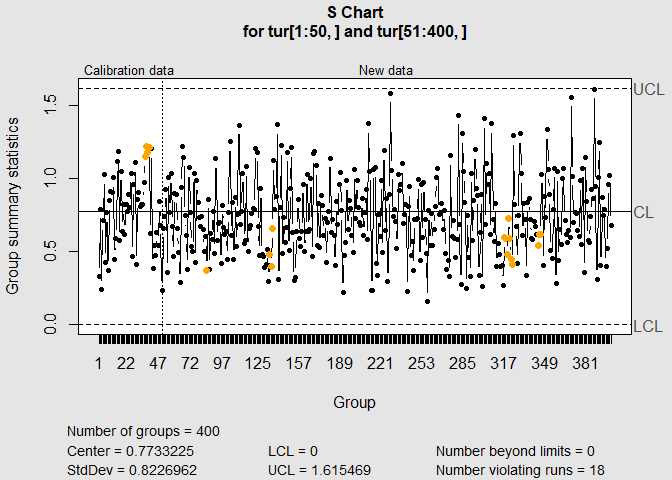 S Chart
for tur[1:50, ] and tur[51:400, ]
Calibration data New data
UCL
CL
LCL
Group summary statistics
1.5
1.0
0.5
0.0
1 22 47 72 97 125 157 189 221 253 285 317 349 381
Group
Number of groups = 400
Center = 0.7733225 LCL = 0 Number beyond limits = 0
StdDev = 0.8226962 UCL = 1.615469 Number violating runs = 18